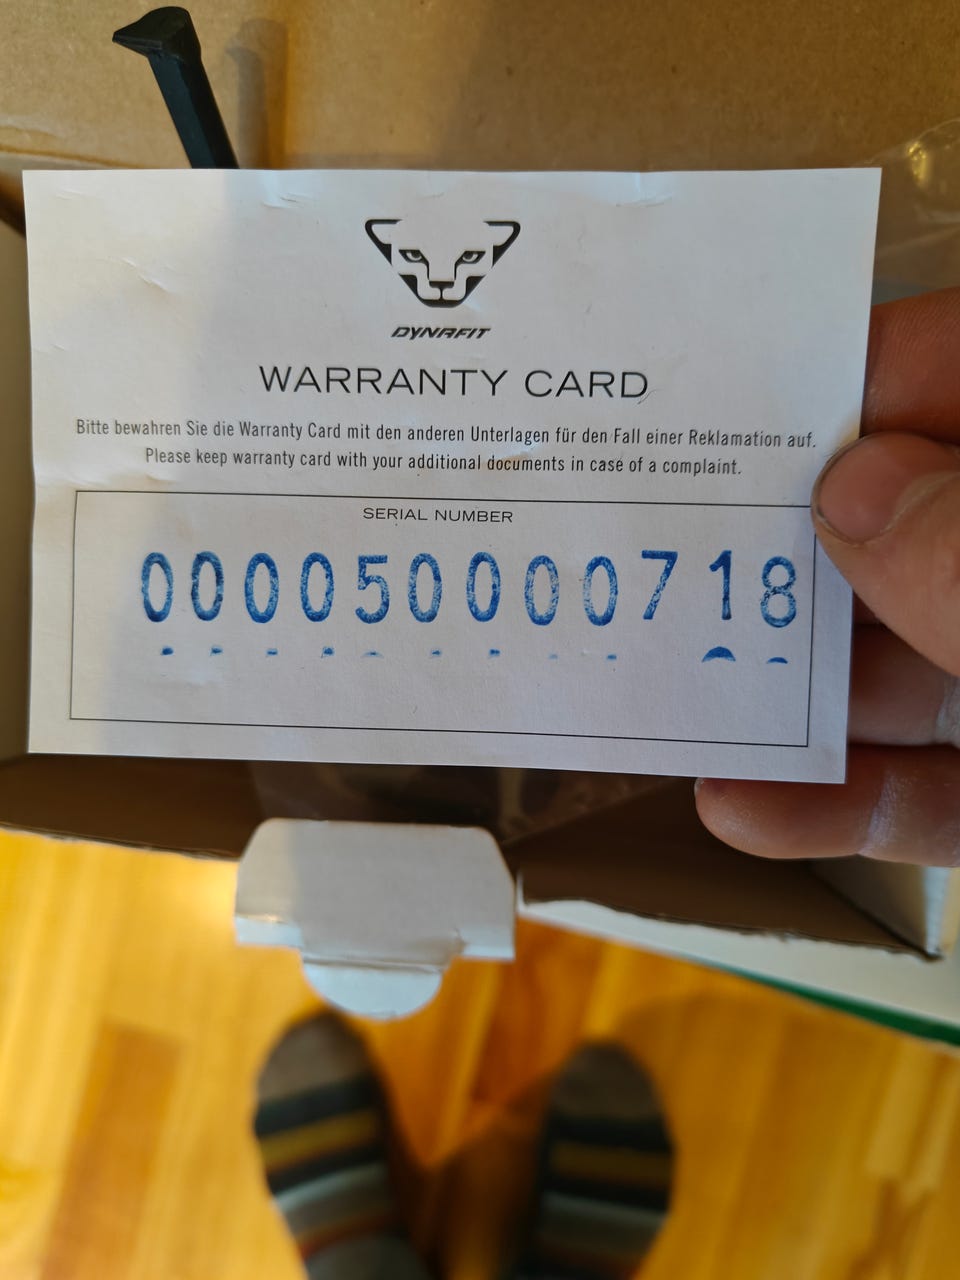 DYNAFIT
WARRANTY CARD
Bitte bewahren Sie die Warranty Card mit den anderen Unterlagen für den Fall einer Reklamation auf.
Please keep warranty card with your additional documents in case of a complaint.
SERIAL NUMBER
000050000718